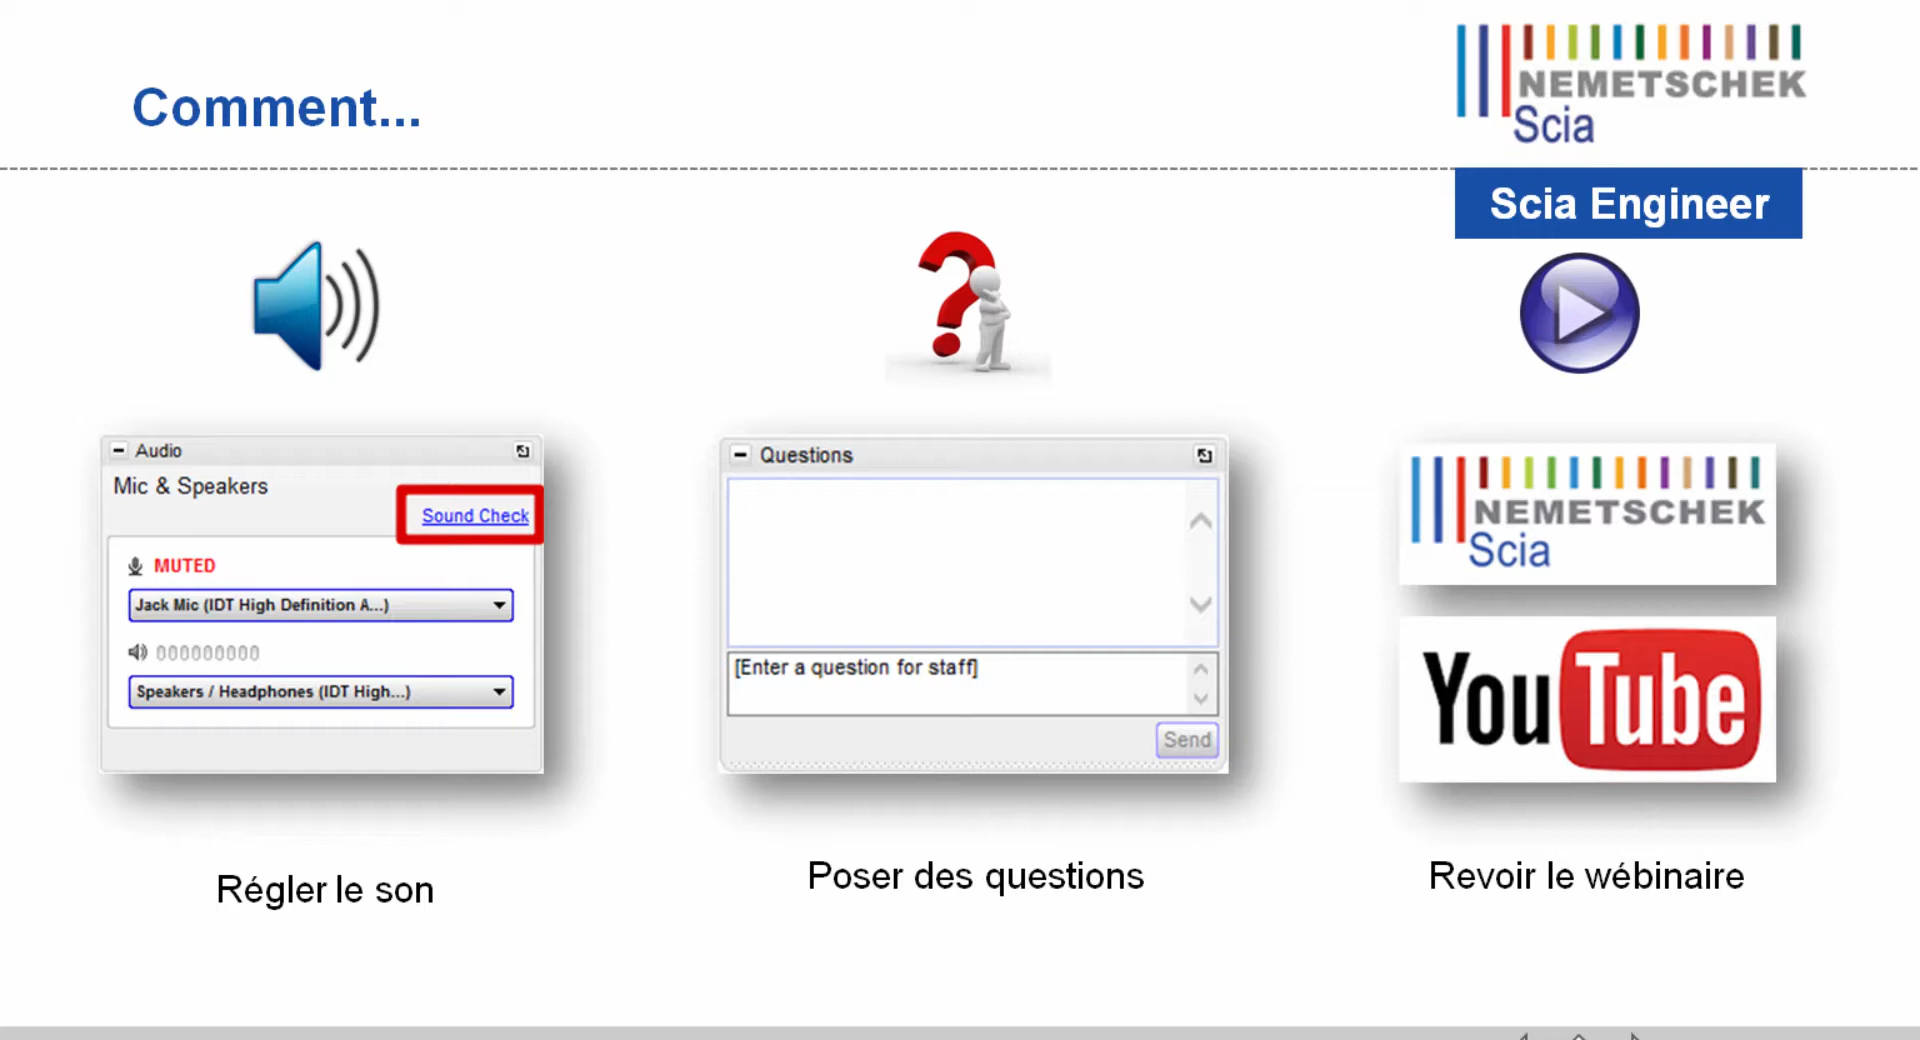 Comment...
NEMETSCHEK
Scia
Scia Engineer
Audio
Mic & Speakers
Sound Check
MUTED
Jack Mic (IDT High Definition A...)
000000000
Speakers / Headphones (IDT High...)
Régler le son
Questions
[Enter a question for staff]
Send
Poser des questions
NEMETSCHEK
Scia
YouTube
Revoir le wébinaire